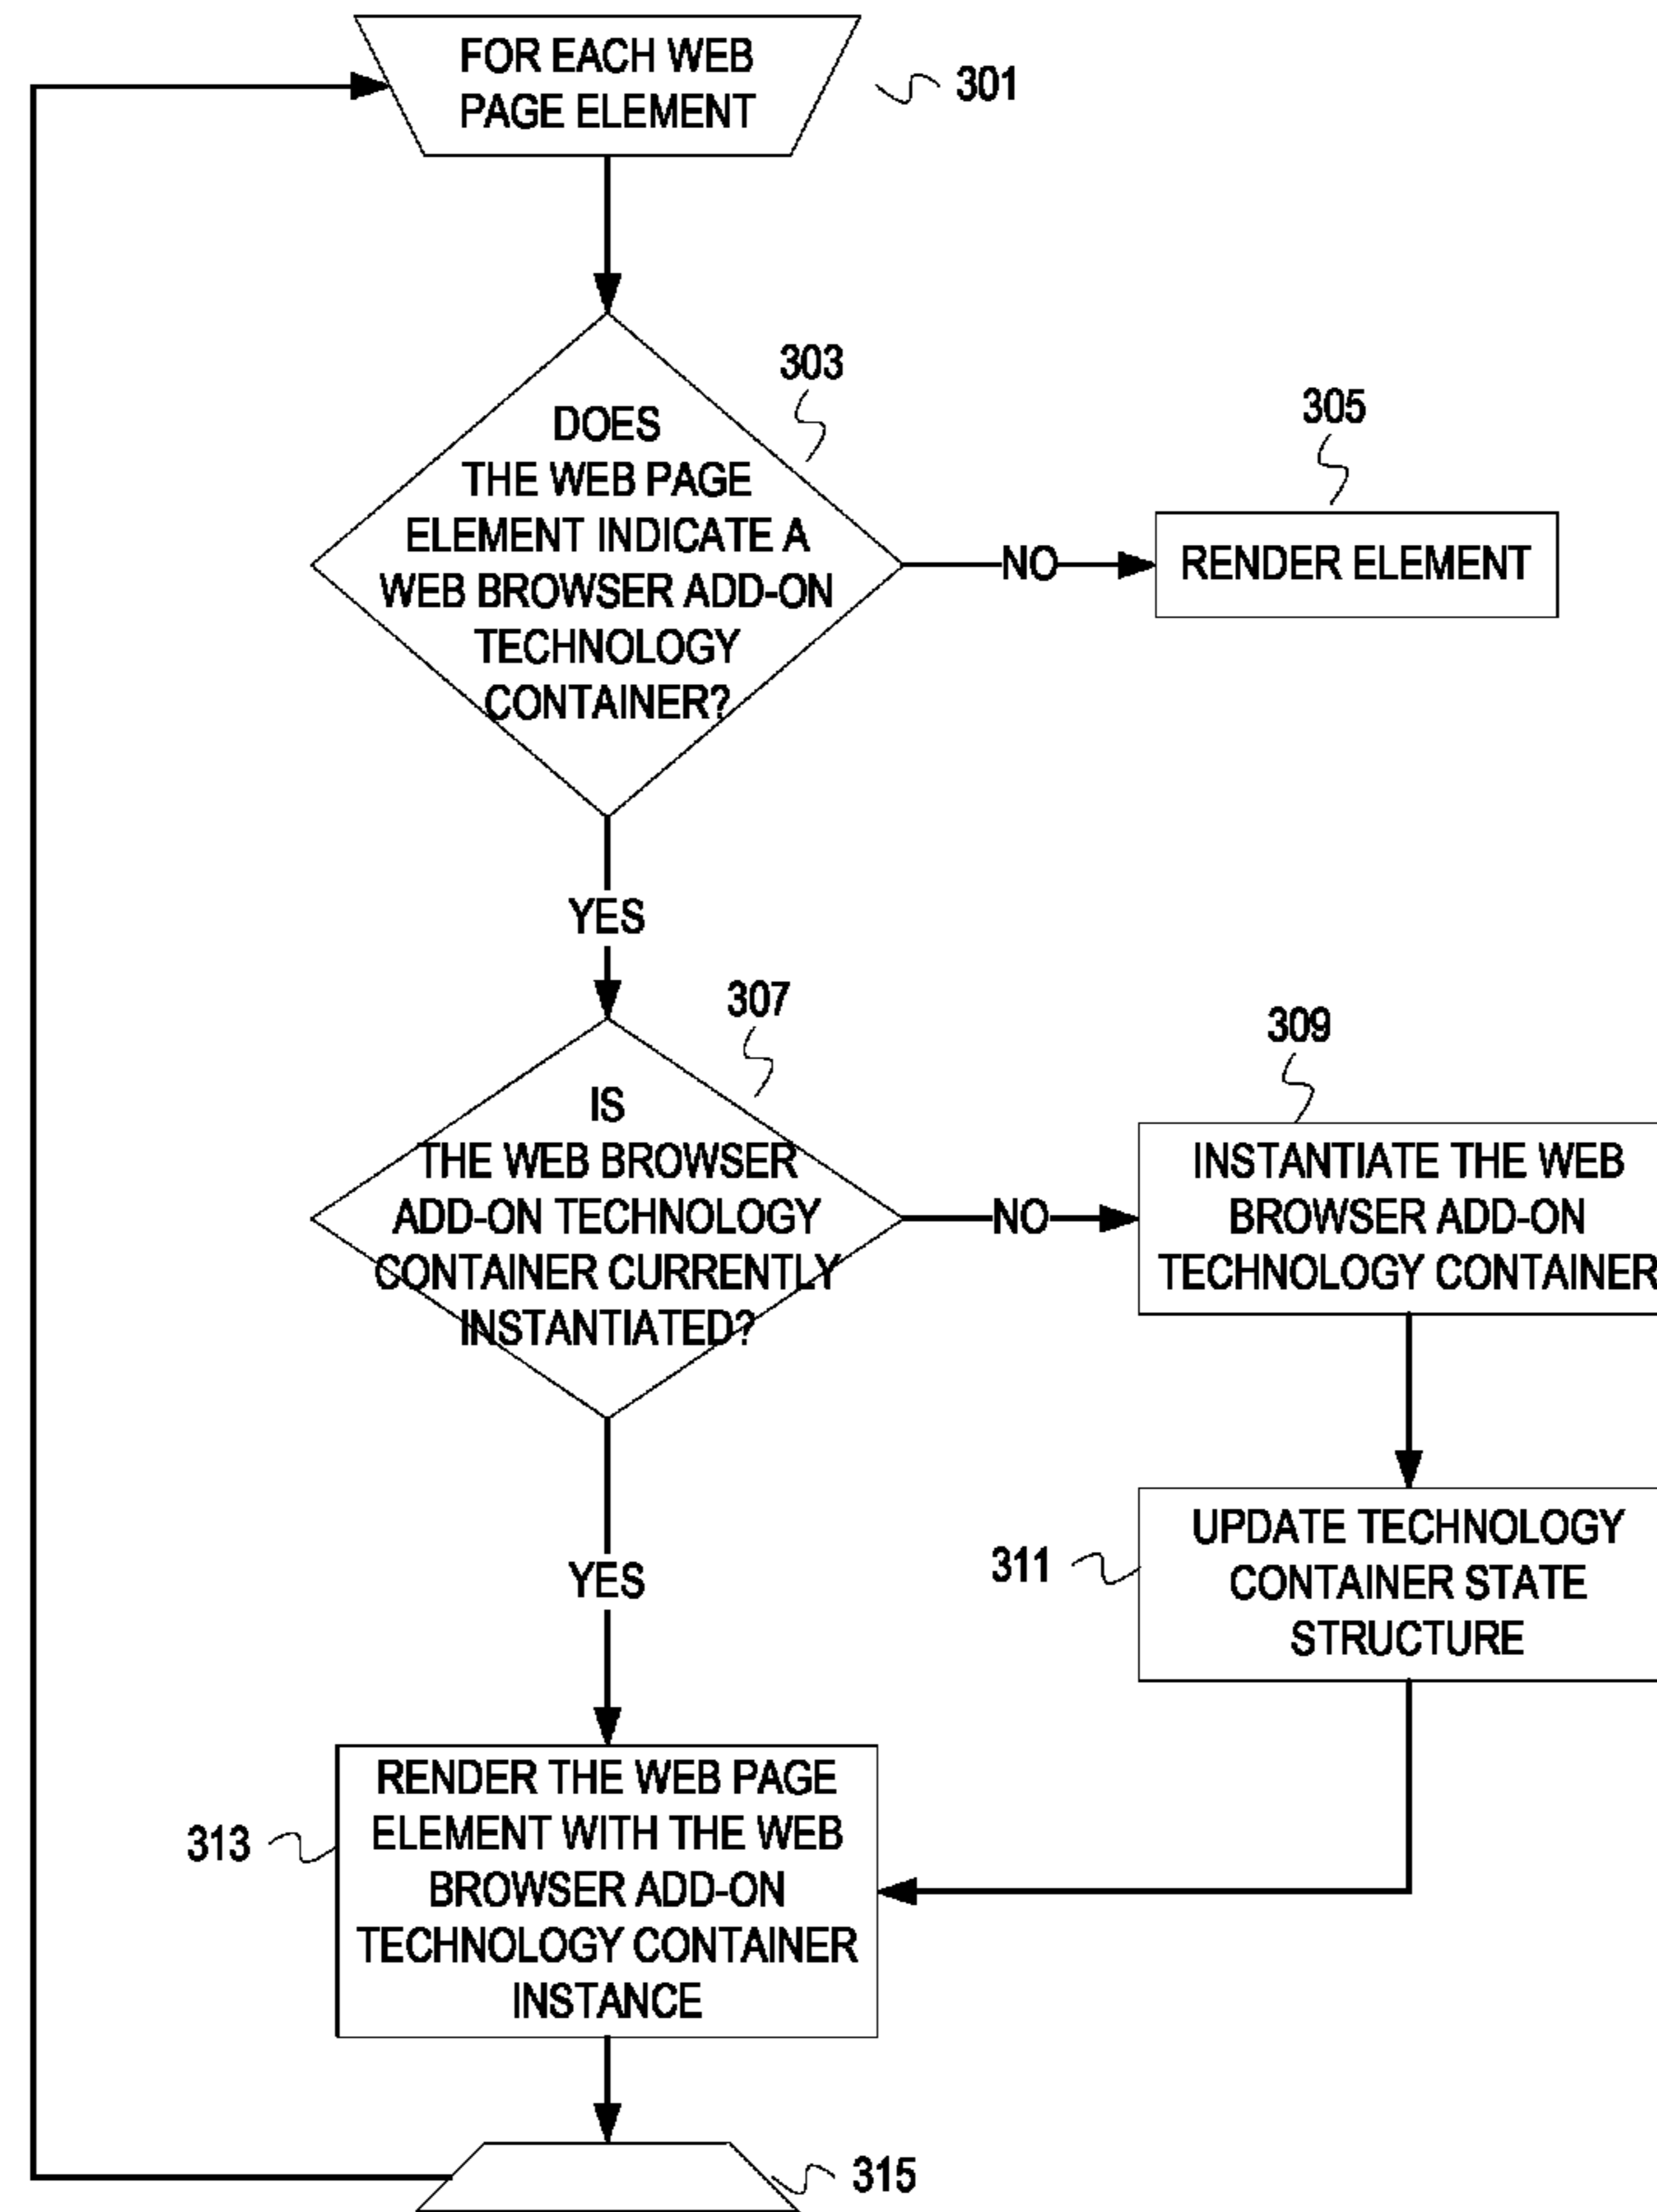 FOR EACH WEB
PAGE ELEMENT
301
303
DOES
THE WEB PAGE
ELEMENT INDICATE A
WEB BROWSER ADD-ON
TECHNOLOGY
CONTAINER?
NO
305
RENDER ELEMENT
YES
307
IS
THE WEB BROWSER
ADD-ON TECHNOLOGY
CONTAINER CURRENTLY
INSTANTIATED?
NO
309
INSTANTIATE THE WEB
BROWSER ADD-ON
TECHNOLOGY CONTAINER
YES
311
UPDATE TECHNOLOGY
CONTAINER STATE
STRUCTURE
313
RENDER THE WEB PAGE
ELEMENT WITH THE WEB
BROWSER ADD-ON
TECHNOLOGY CONTAINER
INSTANCE
315